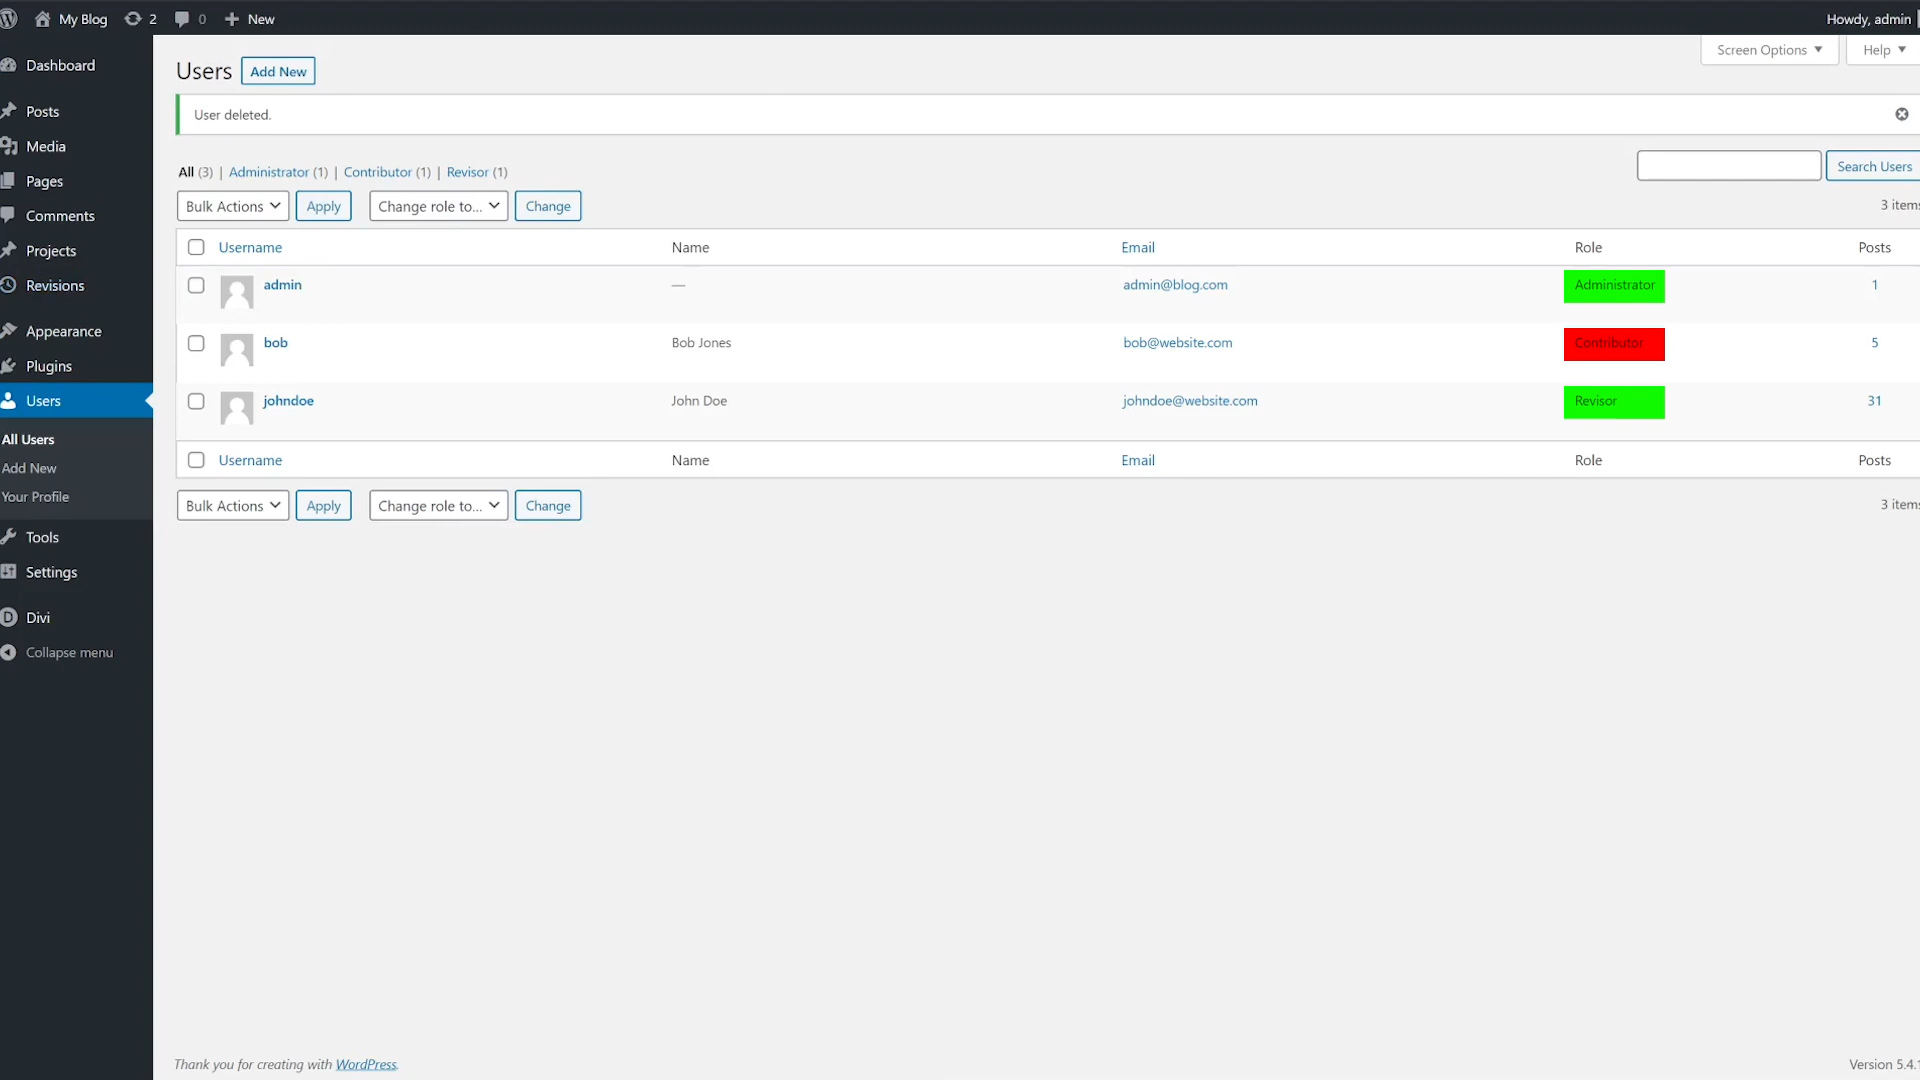 My Blog 2 0 New Howdy, admin
Dashboard
Posts
Media
Pages
Comments
Projects
Revisions
Appearance
Plugins
Users
All Users
Add New
Your Profile
Tools
Settings
Divi
Collapse menu
Screen Options Help
Users Add New
User deleted.
All (3) | Administrator (1) | Contributor (1) | Revisor (1)
Search Users
Bulk Actions Apply Change role to... Change 3 items
Username Name Email Role Posts
admin — admin@blog.com Administrator 1
bob Bob Jones bob@website.com Contributor 5
johndoe John Doe johndoe@website.com Revisor 31
Username Name Email Role Posts
Bulk Actions Apply Change role to... Change 3 items
Thank you for creating with WordPress. Version 5.4.1